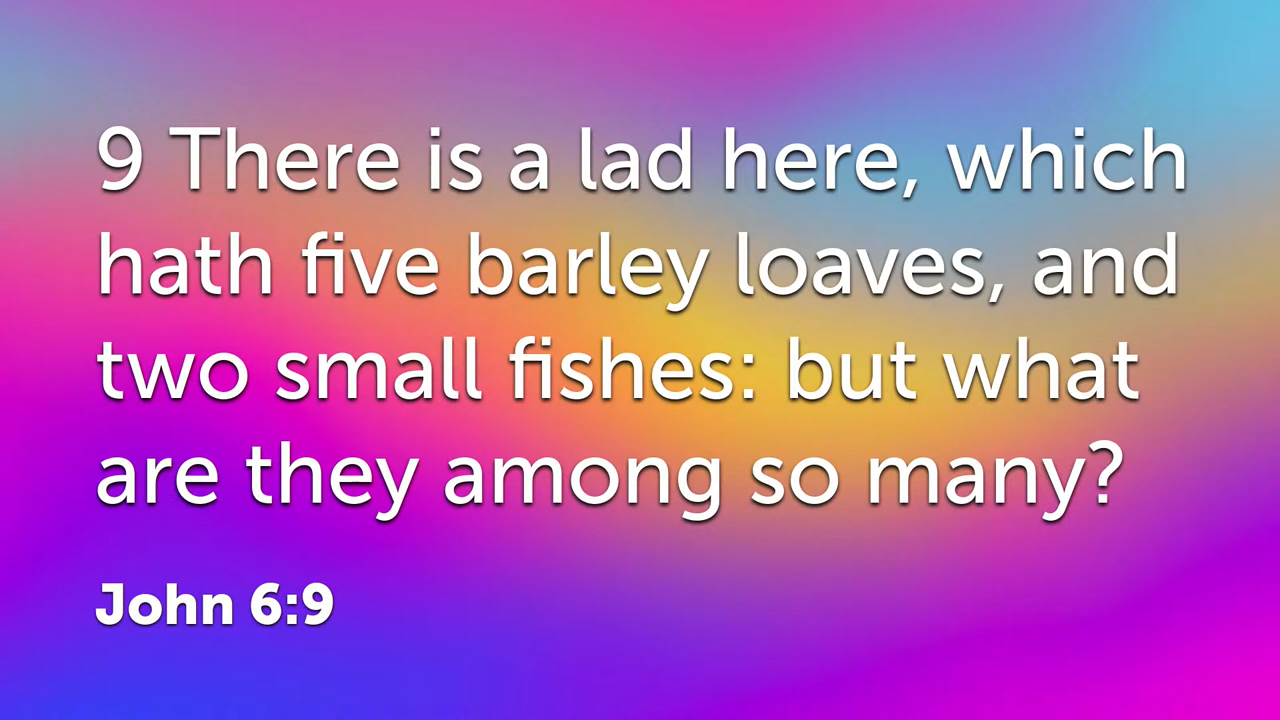 9 There is a lad here, which
hath five barley loaves, and
two small fishes: but what
are they among so many?
John 6:9